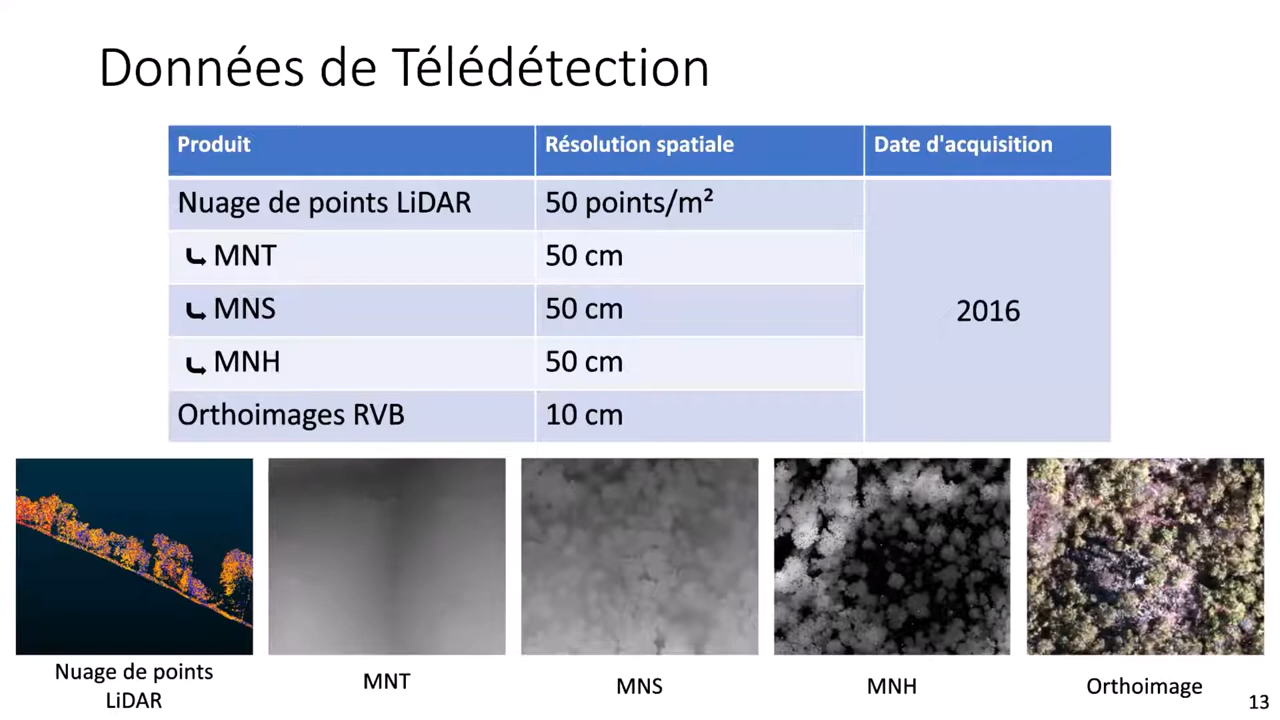 Données de Télédétection
Produit Résolution spatiale Date d'acquisition
Nuage de points LiDAR 50 points/m²
MNT 50 cm
MNS 50 cm
2016
MNH 50 cm
Orthoimages RVB 10 cm
Nuage de points
LiDAR
MNT
MNS
MNH
Orthoimage
13